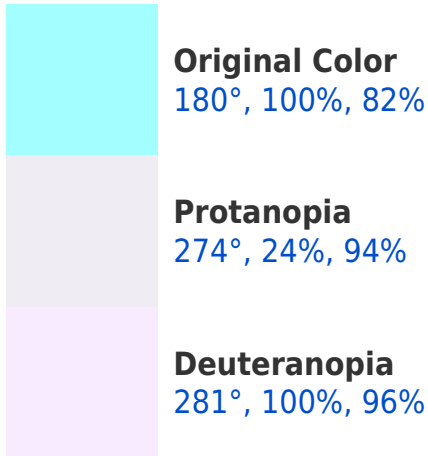 Original Color
180°, 100%, 82%
Protanopia
274°, 24%, 94%
Deuteranopia
281°, 100%, 96%